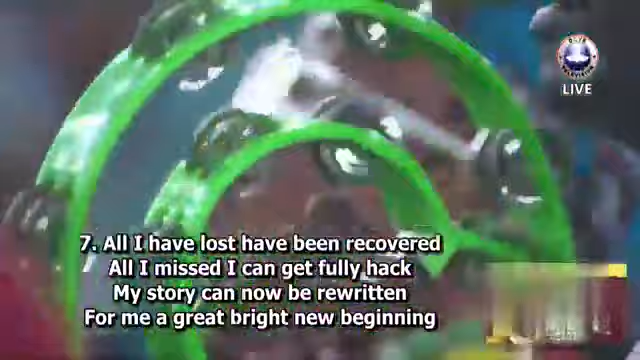 LIVE
7. All I have lost have been recovered
All I missed I can get fully hack
My story can now be rewritten
For me a great bright new beginning